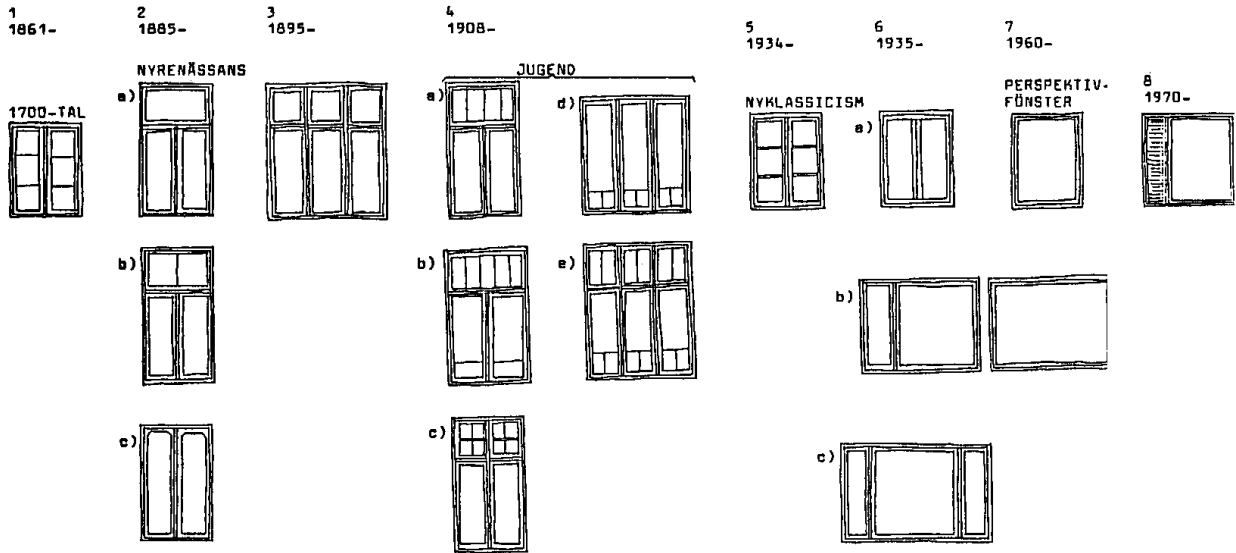 1
1861-
1700-TAL
2
1885-
NYRENÄSSANS
a)
b)
c)
3
1895-
4
1908-
JUGEND
a)
b)
c)
d)
e)
5
1934-
NYKLASSICISM
6
1935-
a)
b)
c)
7
1960-
PERSPEKTIV-
FÖNSTER
8
1970-